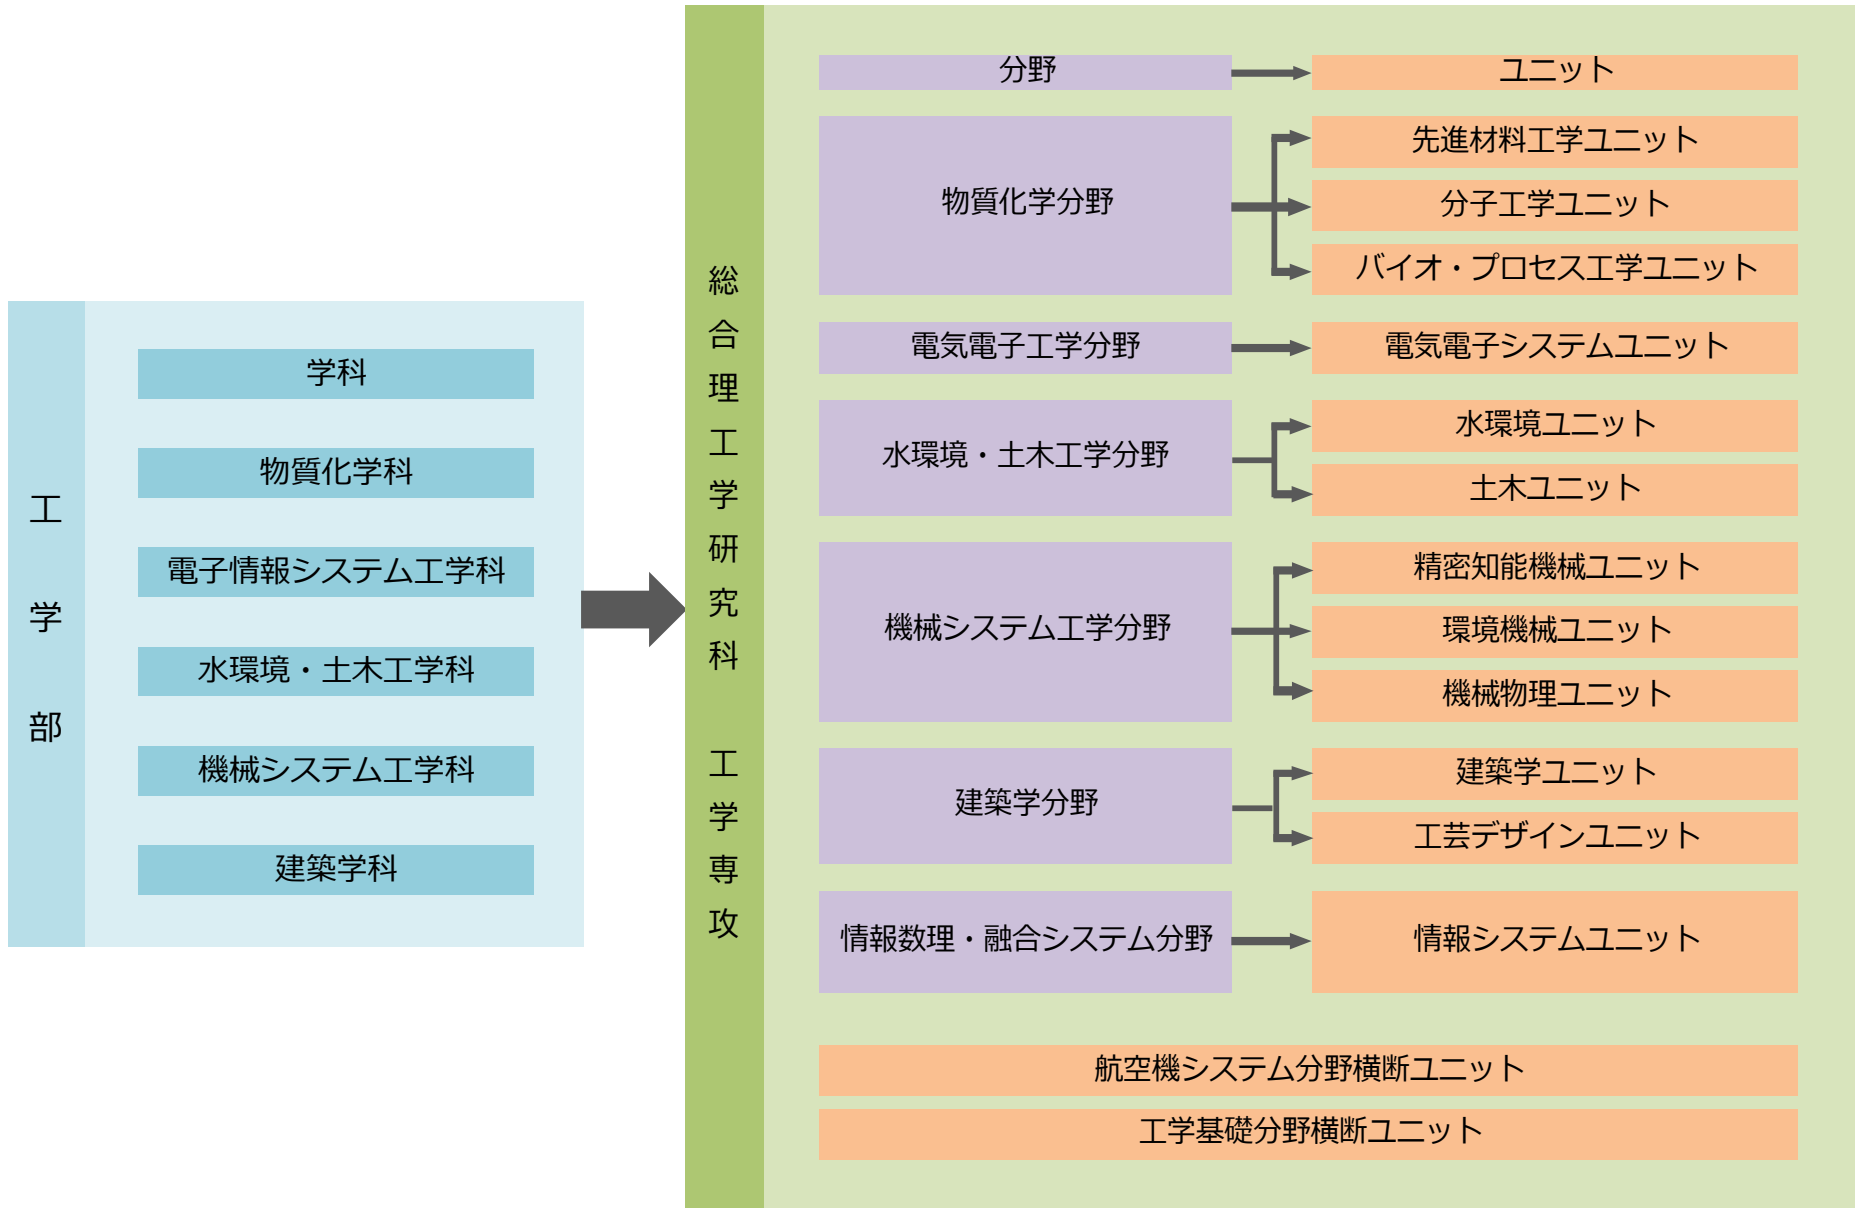 工学部
学科
物質化学科
電子情報システム工学科
水環境・土木工学科
機械システム工学科
建築学科
総合理工学研究科　工学専攻
分野
ユニット
物質化学分野
先進材料工学ユニット
分子工学ユニット
バイオ・プロセス工学ユニット
電気電子工学分野
電気電子システムユニット
水環境・土木工学分野
水環境ユニット
土木ユニット
機械システム工学分野
精密知能機械ユニット
環境機械ユニット
機械物理ユニット
建築学分野
建築学ユニット
工芸デザインユニット
情報数理・融合システム分野
情報システムユニット
航空機システム分野横断ユニット
工学基礎分野横断ユニット